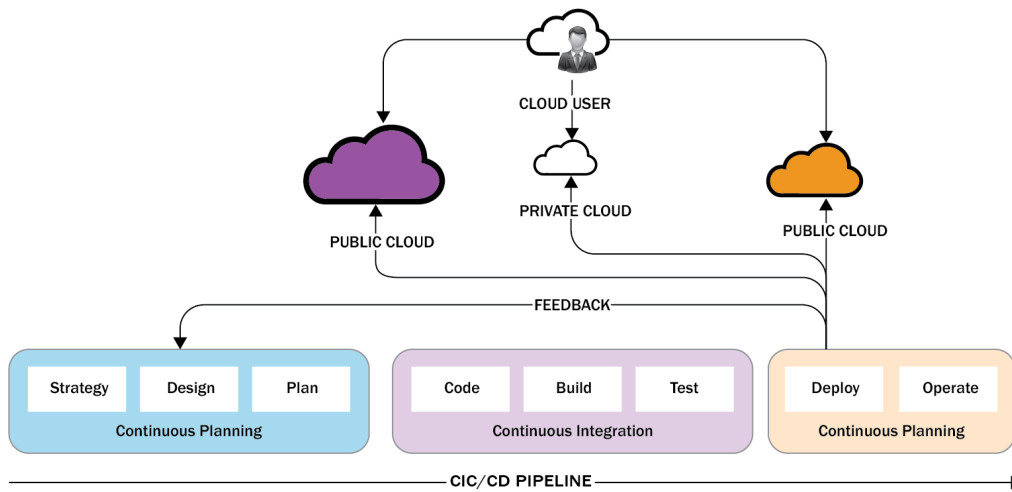 CLOUD USER
PRIVATE CLOUD
PUBLIC CLOUD
PUBLIC CLOUD
FEEDBACK
Strategy
Design
Plan
Continuous Planning
Code
Build
Test
Continuous Integration
Deploy
Operate
Continuous Planning
CIC/CD PIPELINE